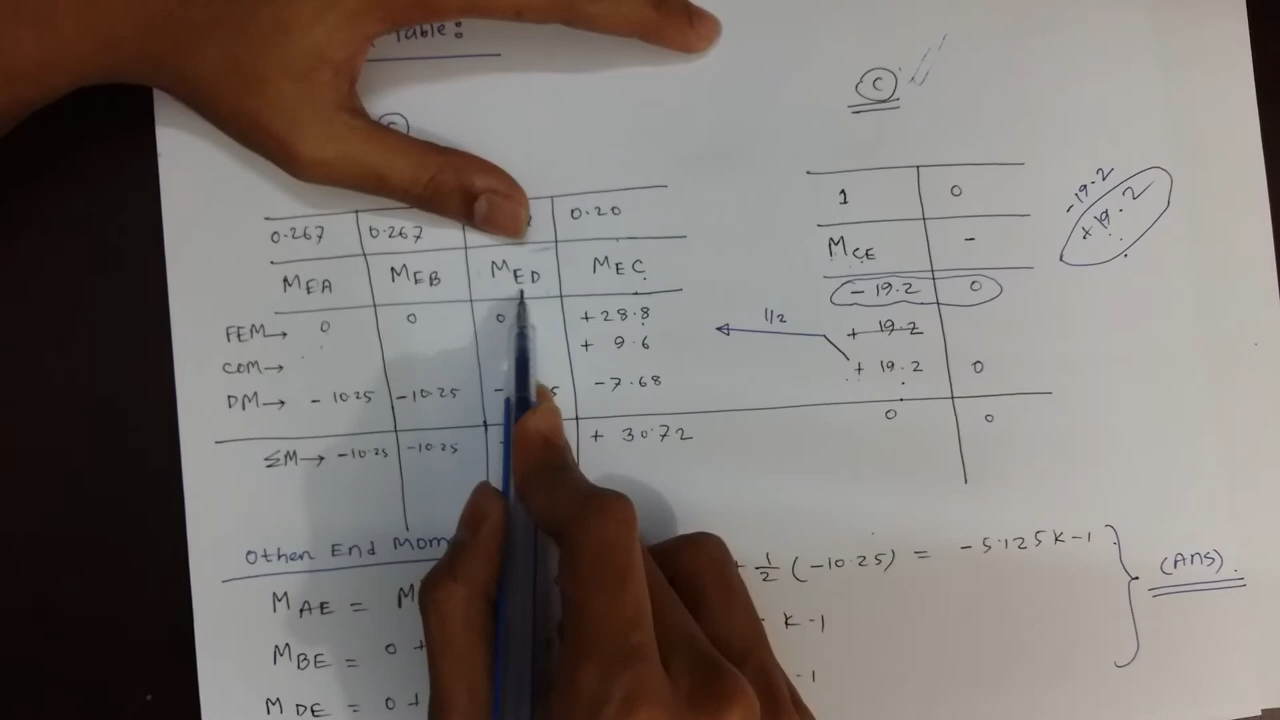 Table:
C
0.267 0.267 0.20
MEA MEB MED MEC
FEM→ 0 0 0 +28.8
COM→ + 9.6
DM→ -10.25 -10.25 - 5 -7.68
ΣM→ -10.25 -10.25 - + 30.72
1 0
MCE -
-19.2 0
+ 19.2
+ 19.2 0
0 0
1/2
-19.2
+19.2
Other End Mom
MAE = M + 1/2 (-10.25) = -5.125 K-1
MBE = 0 + K-1
MDE = 0 + -1
(Ans).